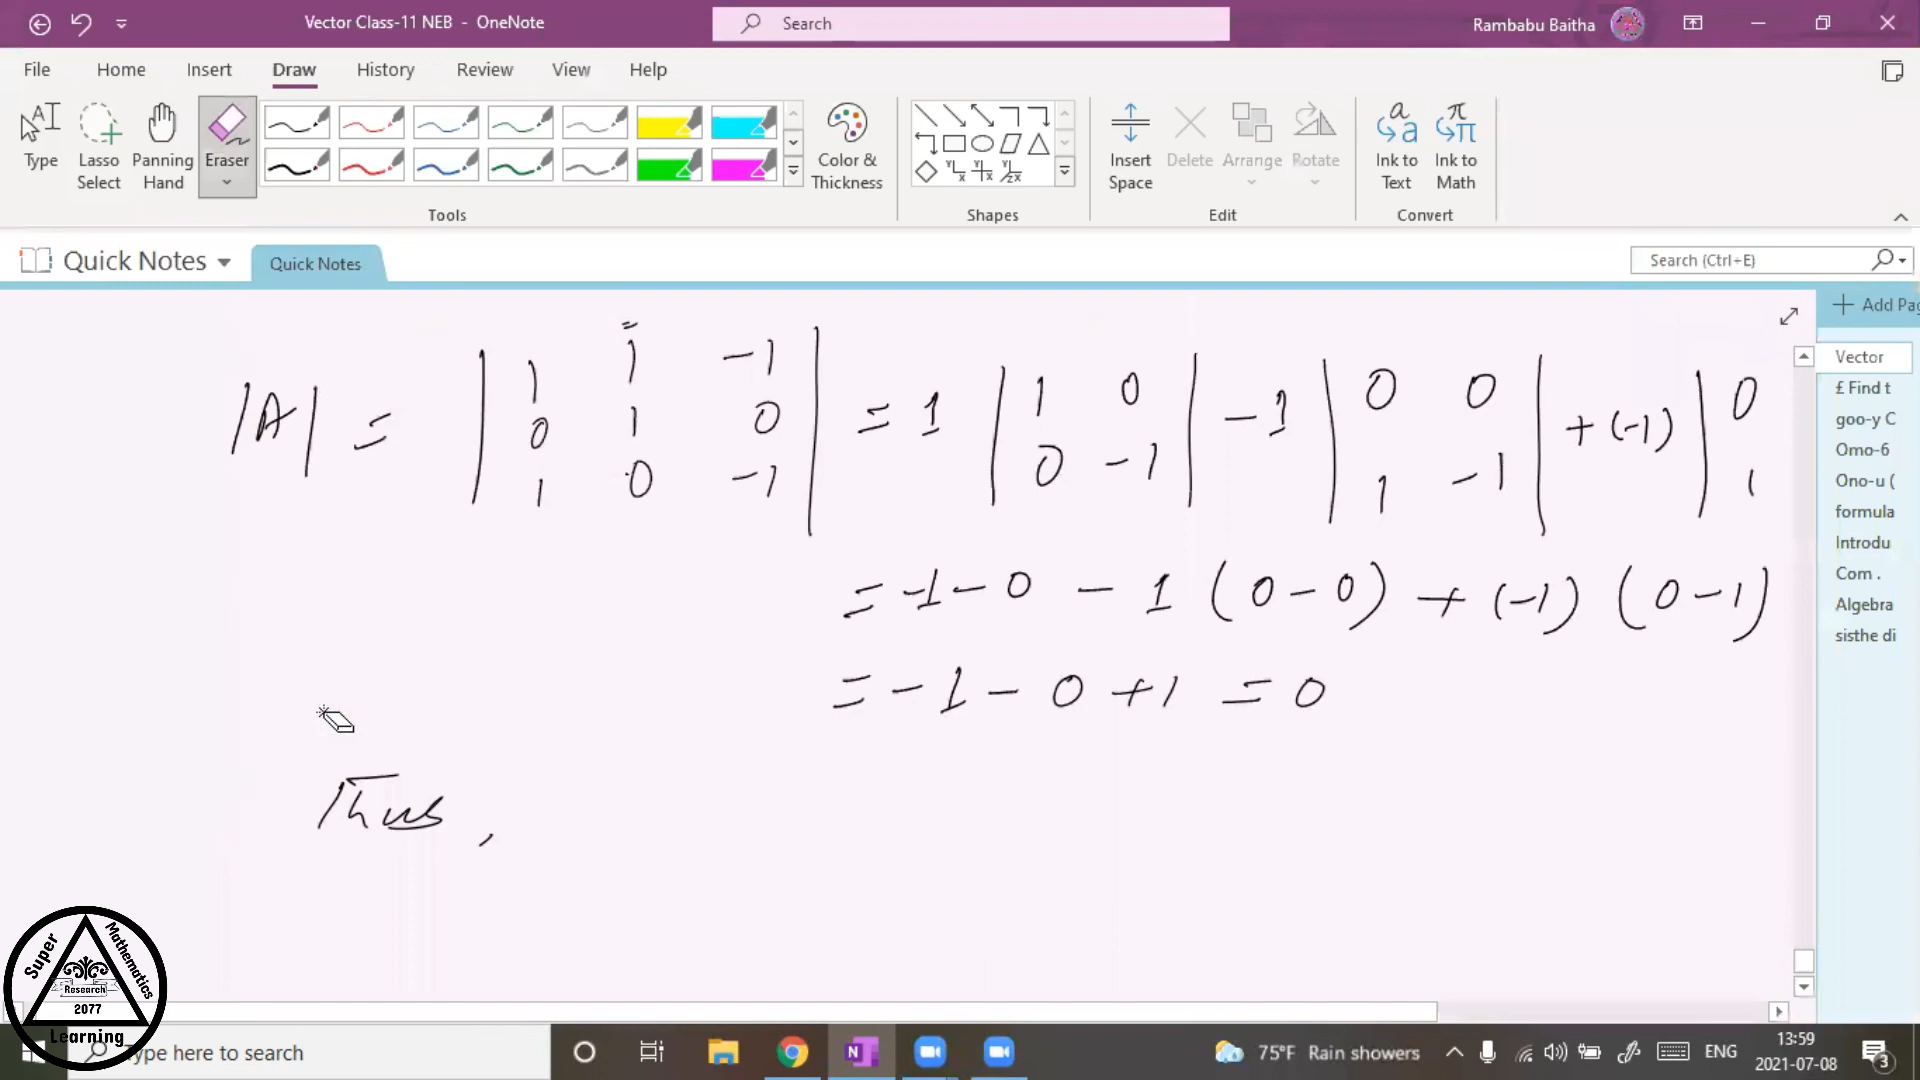 Vector Class-11 NEB - OneNote
Search
Rambabu Baitha
File Home Insert Draw History Review View Help
Type
Lasso Select
Panning Hand
Eraser
Color & Thickness
Insert Space
Delete
Arrange
Rotate
Ink to Text
Ink to Math
Tools
Shapes
Edit
Convert
Quick Notes
Quick Notes
Search (Ctrl+E)
Add Pag
Vector
£ Find t
goo-y C
Omo-6
Ono-u (
formula
Introdu
Com .
Algebra
sisthe di
|A| = | 1 1 -1 | = 1 | 1 0 | - 1 | 0 0 | + (-1) | 0
| 0 1 0 |
| 1 0 -1 | | 0 -1 | | 1 -1 | | 1
= -1 - 0 - 1 (0 - 0) + (-1) (0 - 1)
= -1 - 0 + 1 = 0
Thus ,
Super Mathematics
Research
2077
Learning
Type here to search
75°F Rain showers
ENG
13:59
2021-07-08
3